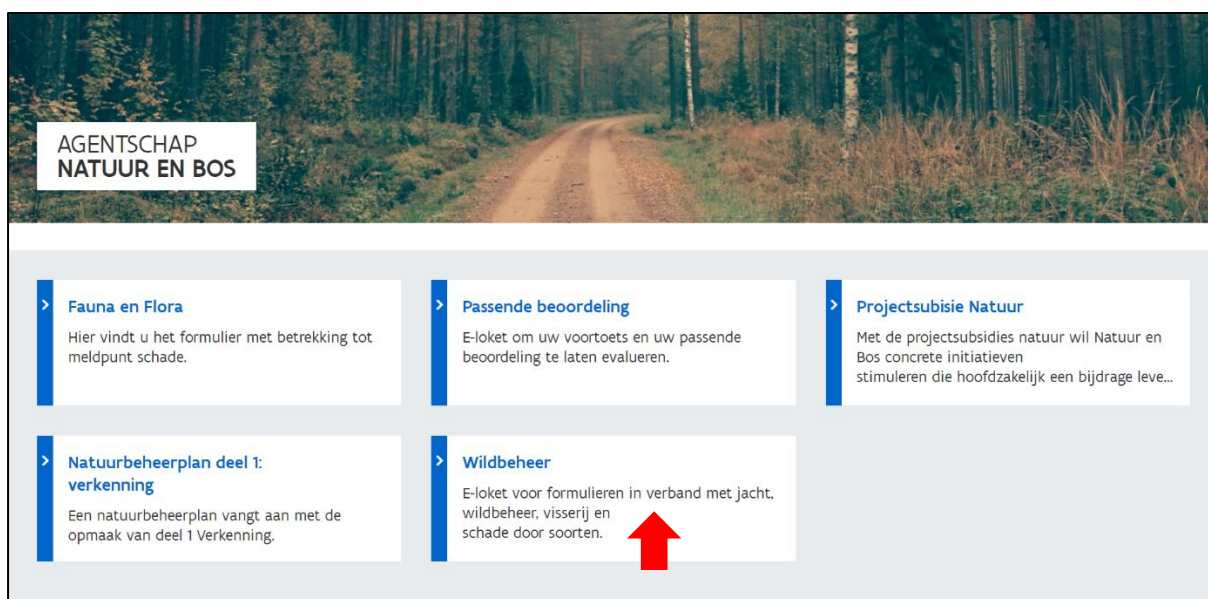 AGENTSCHAP
NATUUR EN BOS
Fauna en Flora
Hier vindt u het formulier met betrekking tot
meldpunt schade.
Passende beoordeling
E-loket om uw voortoets en uw passende
beoordeling te laten evalueren.
Projectsubisie Natuur
Met de projectsubsidies natuur wil Natuur en
Bos concrete initiatieven
stimuleren die hoofdzakelijk een bijdrage leve...
Natuurbeheerplan deel 1:
verkenning
Een natuurbeheerplan vangt aan met de
opmaak van deel 1 Verkenning.
Wildbeheer
E-loket voor formulieren in verband met jacht,
wildbeheer, visserij en
schade door soorten.